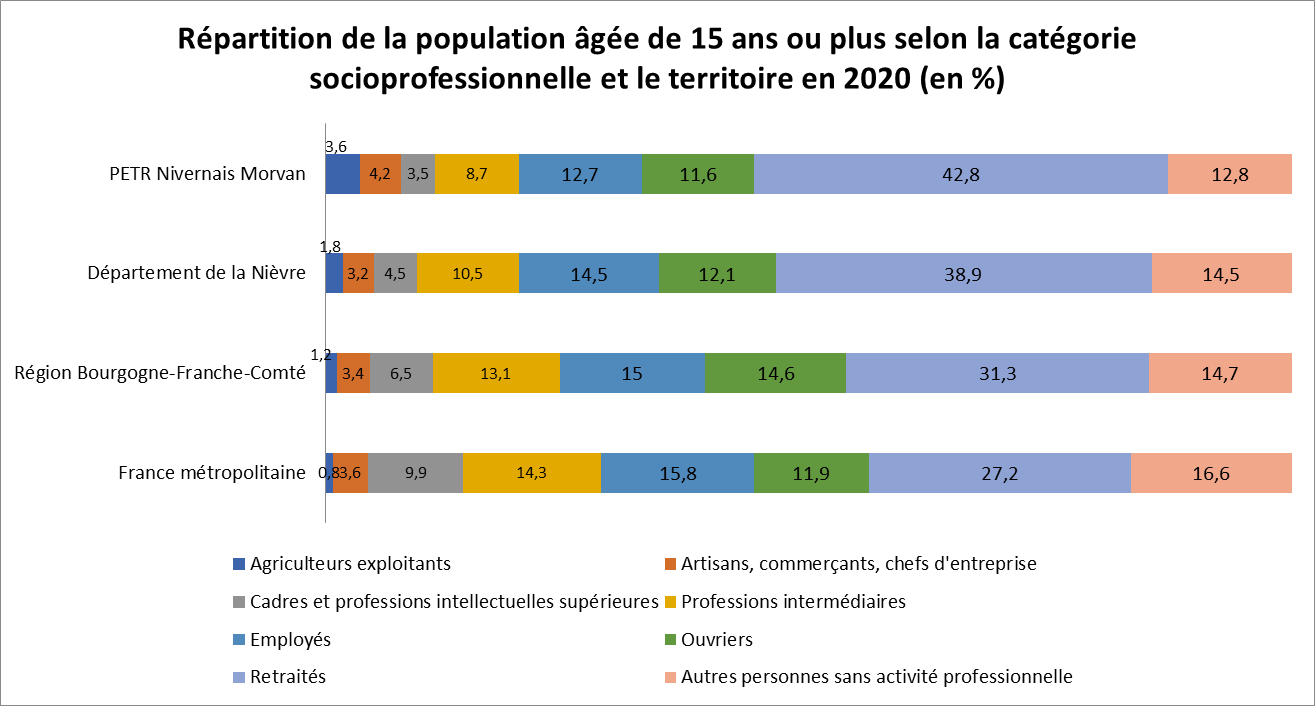 Répartition de la population âgée de 15 ans ou plus selon la catégorie
socioprofessionnelle et le territoire en 2020 (en %)
PETR Nivernais Morvan 3,6 4,2 3,5 8,7 12,7 11,6 42,8 12,8
Département de la Nièvre 1,8 3,2 4,5 10,5 14,5 12,1 38,9 14,5
Région Bourgogne-Franche-Comté 1,2 3,4 6,5 13,1 15 14,6 31,3 14,7
France métropolitaine 0,8 3,6 9,9 14,3 15,8 11,9 27,2 16,6
Agriculteurs exploitants Artisans, commerçants, chefs d'entreprise
Cadres et professions intellectuelles supérieures Professions intermédiaires
Employés Ouvriers
Retraités Autres personnes sans activité professionnelle